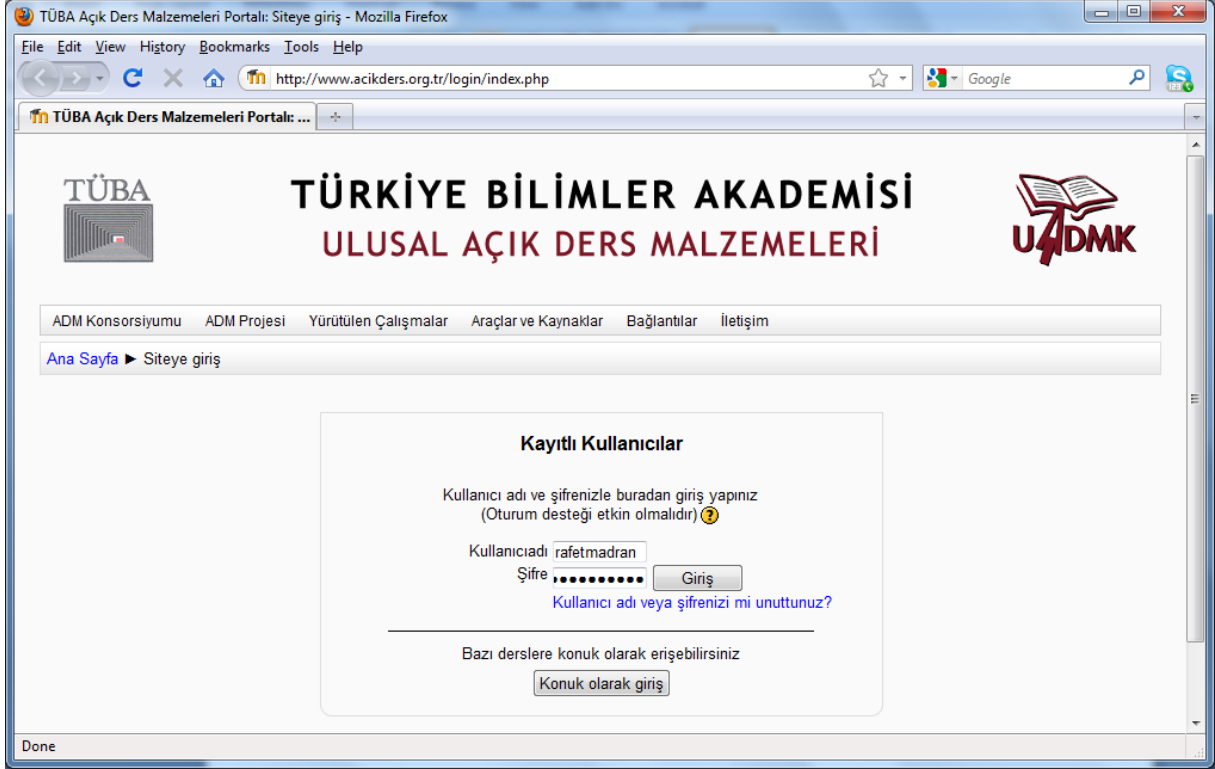 TÜBA Açık Ders Malzemeleri Portalı: Siteye giriş - Mozilla Firefox
File Edit View History Bookmarks Tools Help
http://www.acikders.org.tr/login/index.php
Google
TÜBA Açık Ders Malzemeleri Portalı: ...
TÜBA
TÜRKİYE BİLİMLER AKADEMİSİ
ULUSAL AÇIK DERS MALZEMELERİ
UADMK
ADM Konsorsiyumu ADM Projesi Yürütülen Çalışmalar Araçlar ve Kaynaklar Bağlantılar İletişim
Ana Sayfa ► Siteye giriş
Kayıtlı Kullanıcılar
Kullanıcı adı ve şifrenizle buradan giriş yapınız
(Oturum desteği etkin olmalıdır) ?
Kullanıcıadı rafetmadran
Şifre •••••••••• Giriş
Kullanıcı adı veya şifrenizi mi unuttunuz?
Bazı derslere konuk olarak erişebilirsiniz
Konuk olarak giriş
Done